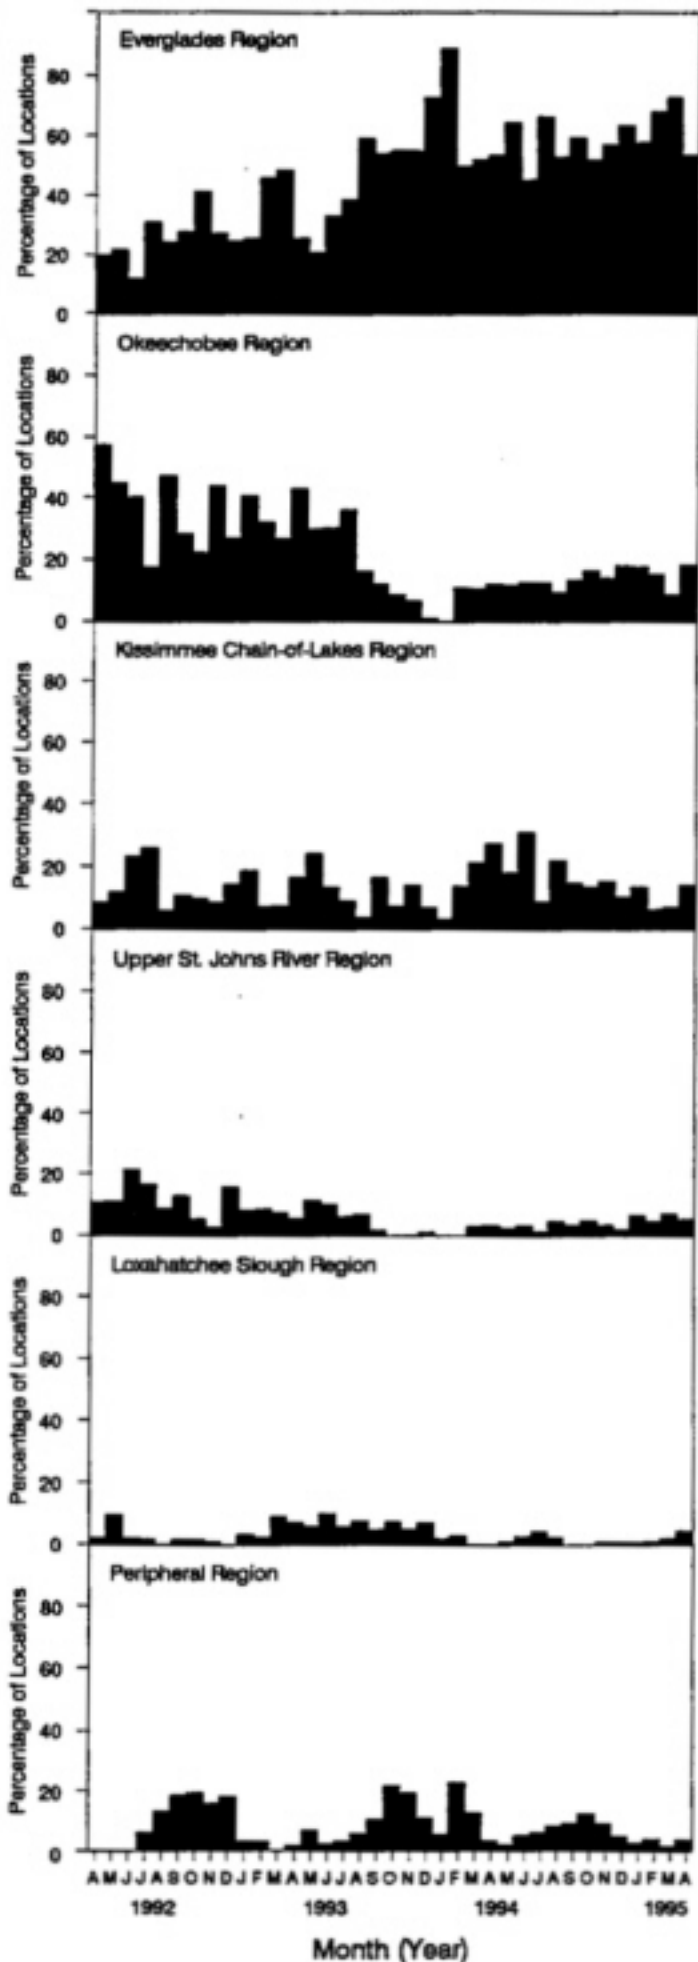 Everglades Region
Percentage of Locations
80
60
40
20
0
Okeechobee Region
Percentage of Locations
80
60
40
20
0
Kissimmee Chain-of-Lakes Region
Percentage of Locations
80
60
40
20
0
Upper St. Johns River Region
Percentage of Locations
80
60
40
20
0
Loxahatchee Slough Region
Percentage of Locations
80
60
40
20
0
Peripheral Region
Percentage of Locations
80
60
40
20
0
A M J J A S O N D J F M A M J J A S O N D J F M A M J J A S O N D J F M A
1992 1993 1994 1995
Month (Year)